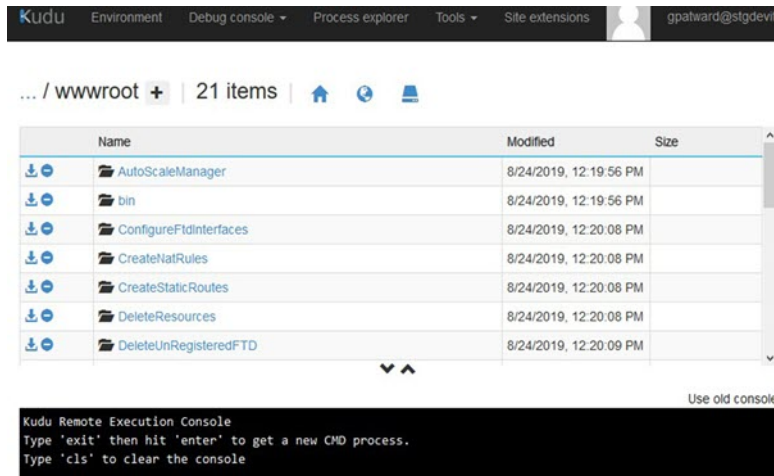 Kudu Environment Debug console Process explorer Tools Site extensions gpatward@stgdevit
... / wwwroot + | 21 items |
Name Modified Size
AutoScaleManager 8/24/2019, 12:19:56 PM
bin 8/24/2019, 12:19:56 PM
ConfigureFtdInterfaces 8/24/2019, 12:20:08 PM
CreateNatRules 8/24/2019, 12:20:08 PM
CreateStaticRoutes 8/24/2019, 12:20:08 PM
DeleteResources 8/24/2019, 12:20:08 PM
DeleteUnRegisteredFTD 8/24/2019, 12:20:09 PM
Use old console
Kudu Remote Execution Console
Type 'exit' then hit 'enter' to get a new CMD process.
Type 'cls' to clear the console